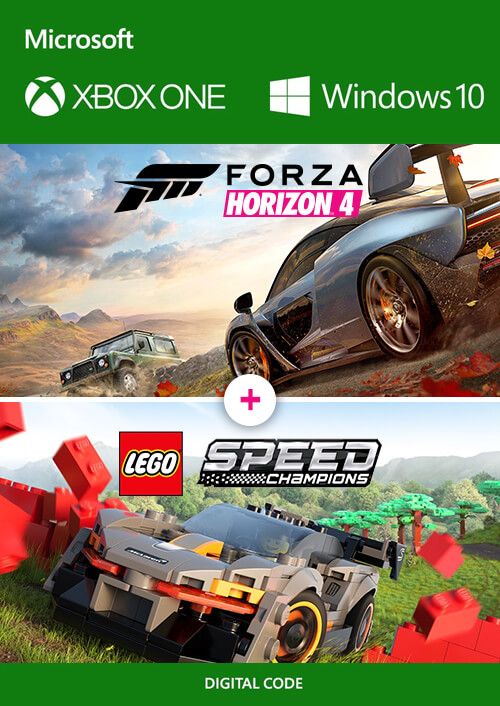 Microsoft
XBOX ONE
Windows 10
FORZA
HORIZON 4
+
LEGO
SPEED
CHAMPIONS
DIGITAL CODE